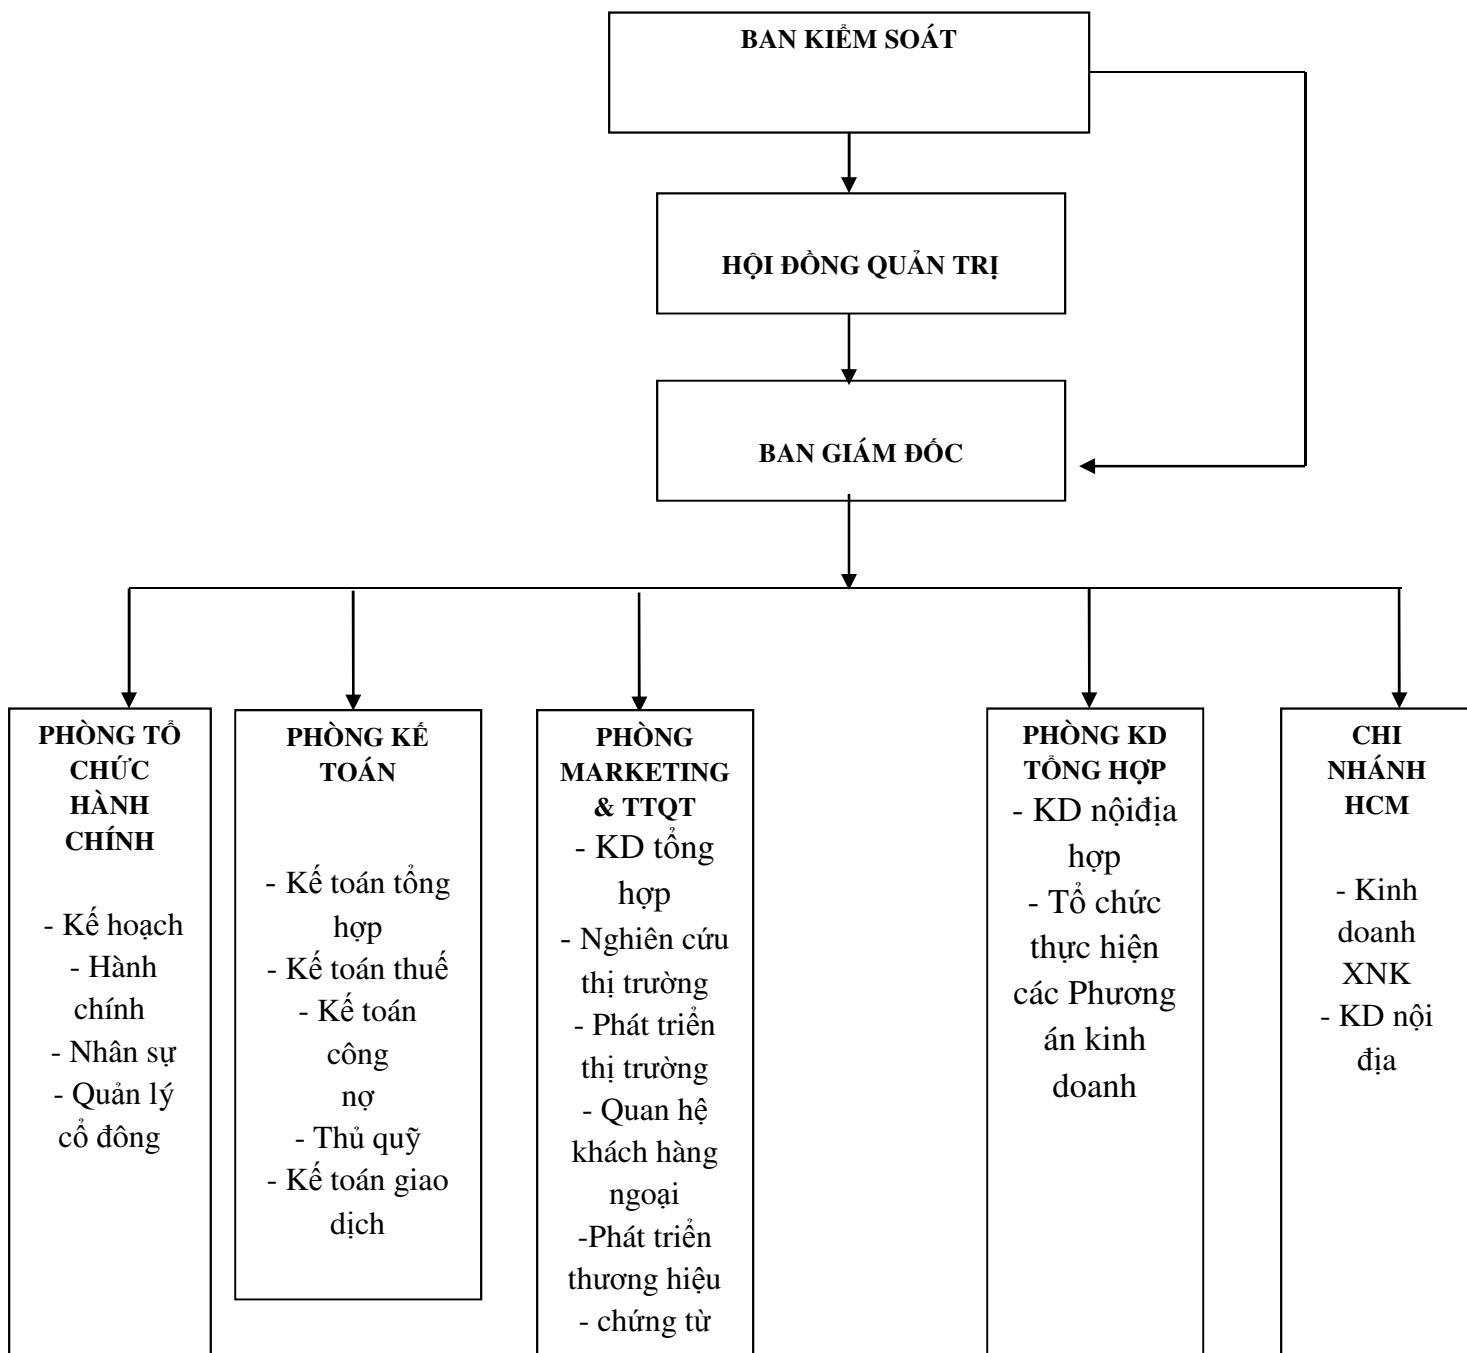 BAN KIỂM SOÁT
HỘI ĐỒNG QUẢN TRỊ
BAN GIÁM ĐỐC
PHÒNG TỔ
CHỨC
HÀNH
CHÍNH
- Kế hoạch
- Hành
chính
- Nhân sự
- Quản lý
cổ đông
PHÒNG KẾ
TOÁN
- Kế toán tổng
hợp
- Kế toán thuế
- Kế toán
công
nợ
- Thủ quỹ
- Kế toán giao
dịch
PHÒNG
MARKETING
& TTQT
- KD tổng
hợp
- Nghiên cứu
thị trường
- Phát triển
thị trường
- Quan hệ
khách hàng
ngoại
-Phát triển
thương hiệu
- chứng từ
PHÒNG KD
TỔNG HỢP
- KD nộiđịa
hợp
- Tổ chức
thực hiện
các Phương
án kinh
doanh
CHI
NHÁNH
HCM
- Kinh
doanh
XNK
- KD nội
địa